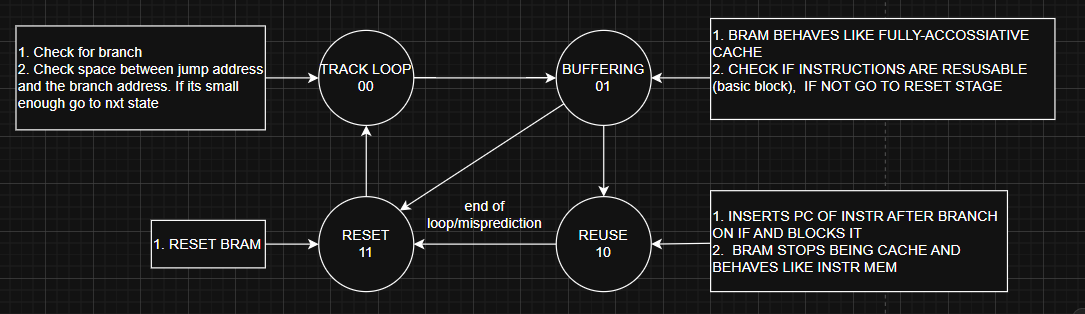 1. Check for branch
2. Check space between jump address
and the branch address. If its small
enough go to nxt state
TRACK LOOP
00
BUFFERING
01
1. BRAM BEHAVES LIKE FULLY-ACCOSSIATIVE
CACHE
2. CHECK IF INSTRUCTIONS ARE RESUSABLE
(basic block), IF NOT GO TO RESET STAGE
1. RESET BRAM
RESET
11
end of
loop/misprediction
REUSE
10
1. INSERTS PC OF INSTR AFTER BRANCH
ON IF AND BLOCKS IT
2. BRAM STOPS BEING CACHE AND
BEHAVES LIKE INSTR MEM